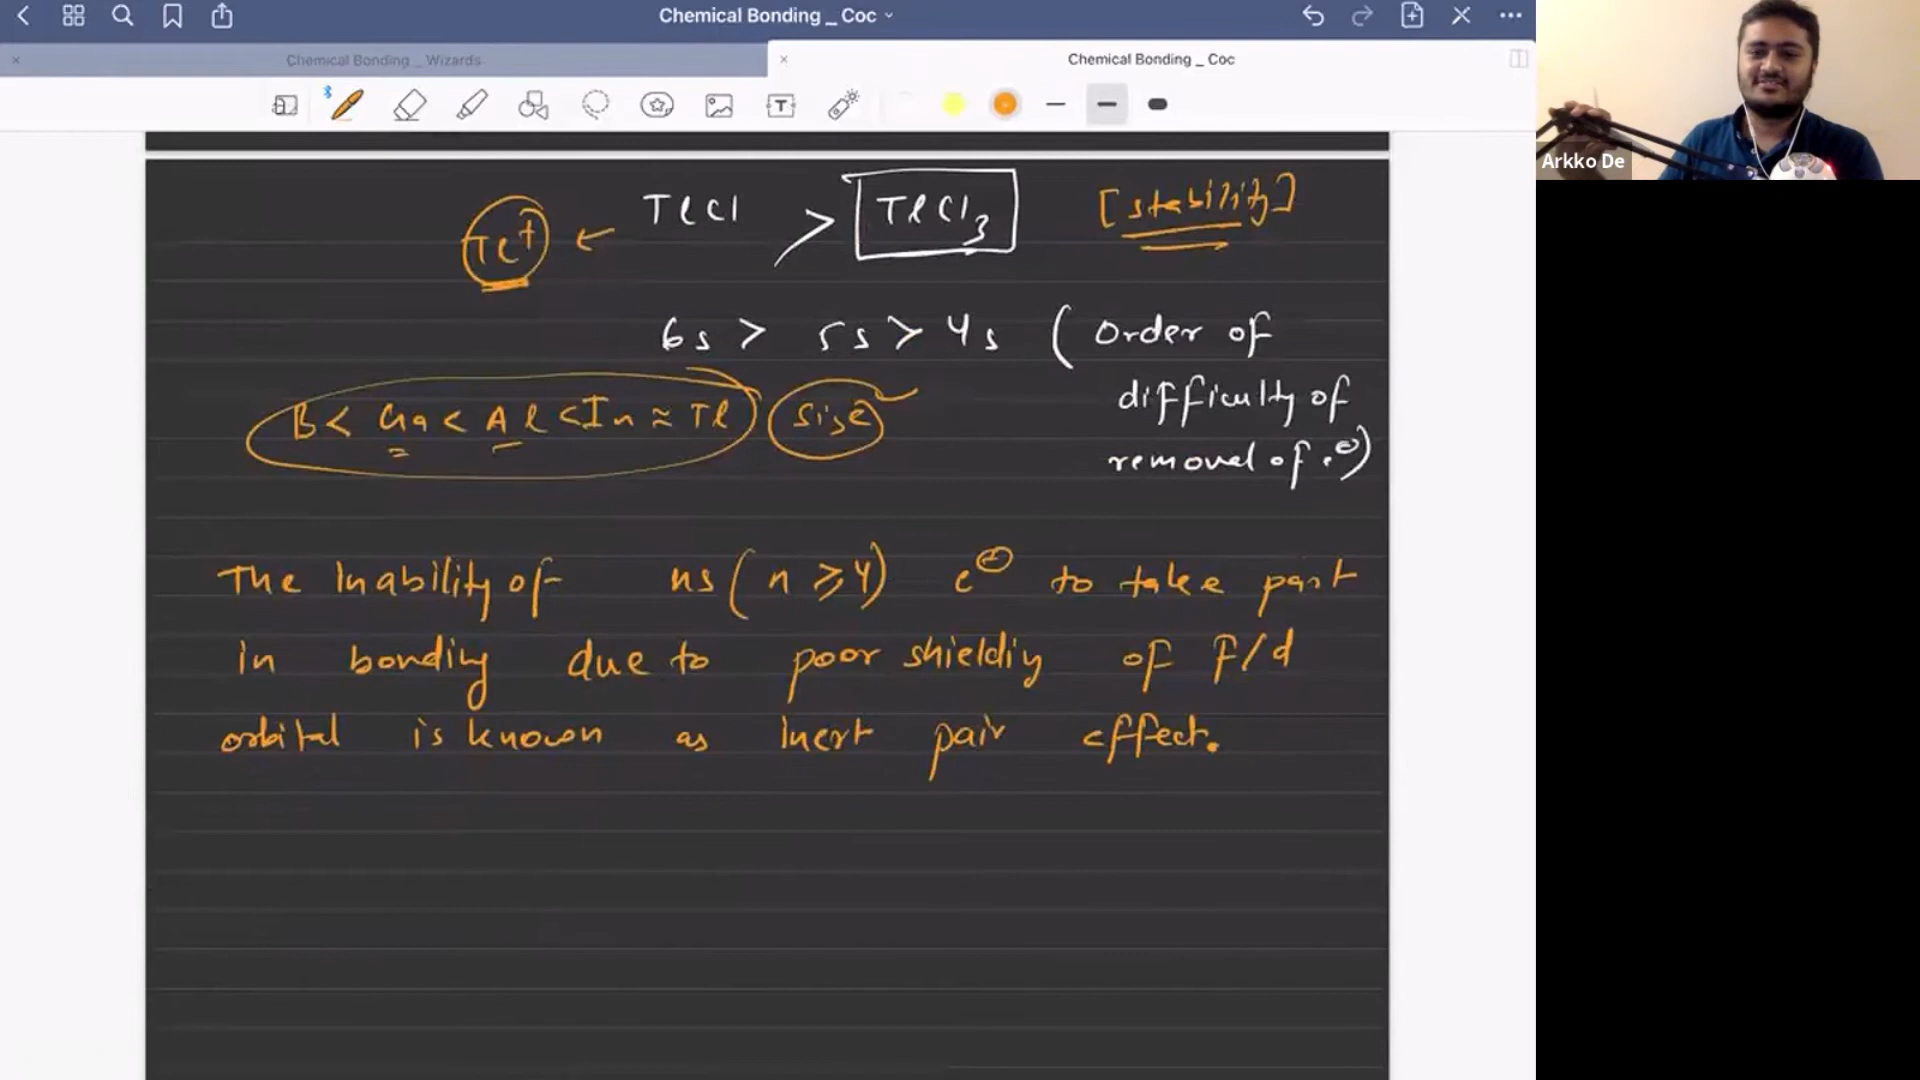 Chemical Bonding _ Coc
Chemical Bonding _ Wizards
Chemical Bonding _ Coc
Arkko De
Tl⁺ ← TlCl > TlCl₃ [stability]
6s > 5s > 4s ( Order of
difficulty of
removal of e⊖)
B < Ga < Al < In ≈ Tl Size
The Inability of ns ( n ≥ 4 ) e⊖ to take part
in bonding due to poor shieldiy of f/d
orbital is known as Inert pair effect.